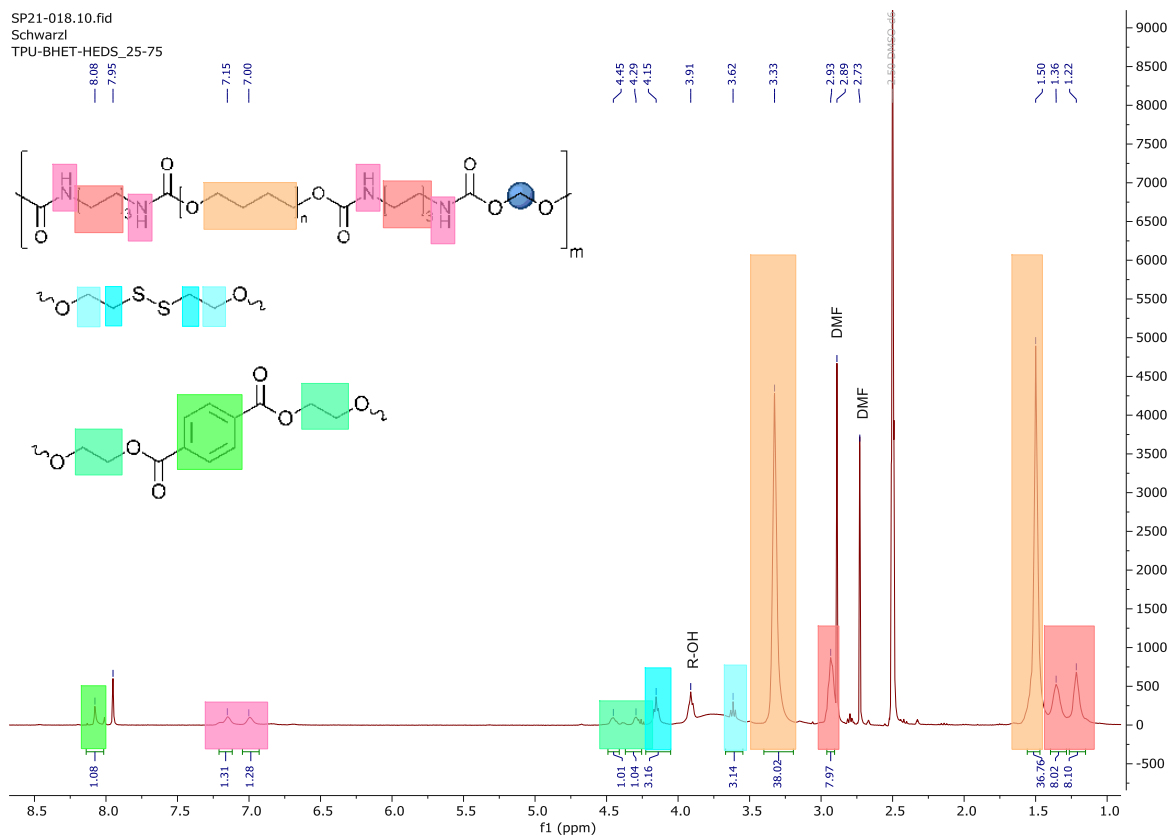 SP21-018.10.fid
Schwarzl
TPU-BHET-HEDS_25-75
8.08
7.95
7.15
7.00
4.45
4.29
4.15
3.91
3.62
3.33
2.93
2.89
2.73
2.50 DMSO-d6
1.50
1.36
1.22
O
O
H
N
O
N
H
O
3
n
O
O
H
N
O
N
H
O
3
O
m
O
S
S
O
O
O
O
O
O
O
R-OH
DMF
DMF
1.08
1.31
1.28
1.01
1.04
3.16
3.14
38.02
7.97
36.76
8.02
8.10
8.5 8.0 7.5 7.0 6.5 6.0 5.5 5.0 4.5 4.0 3.5 3.0 2.5 2.0 1.5 1.0
f1 (ppm)
9000
8500
8000
7500
7000
6500
6000
5500
5000
4500
4000
3500
3000
2500
2000
1500
1000
500
0
-500